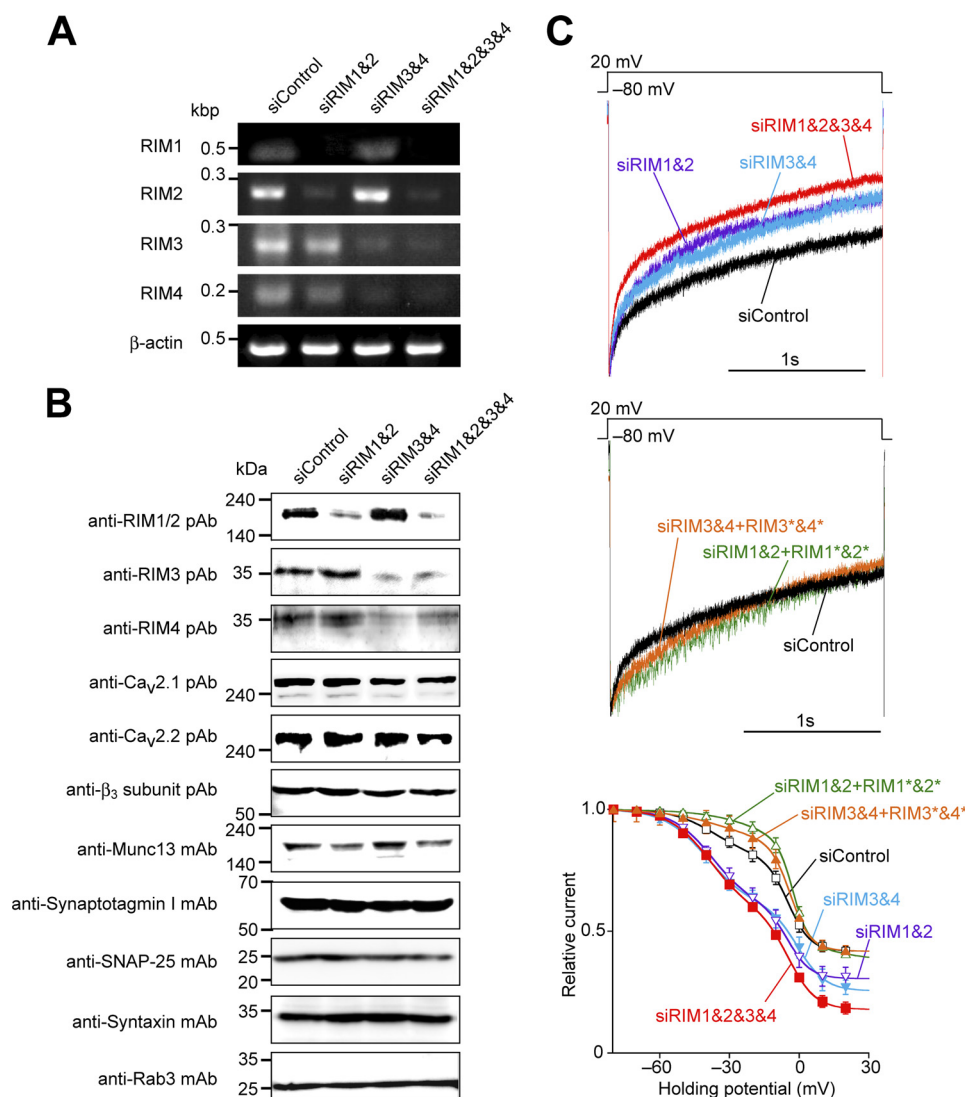 A
siControl
siRIM1&2
siRIM3&4
siRIM1&2&3&4
kbp
RIM1
0.5
0.3
RIM2
0.3
RIM3
RIM4
0.2
β-actin
0.5
B
siControl
siRIM1&2
siRIM3&4
siRIM1&2&3&4
kDa
240
anti-RIM1/2 pAb
140
anti-RIM3 pAb
35
anti-RIM4 pAb
35
anti-CaV2.1 pAb
240
anti-CaV2.2 pAb
240
anti-β3 subunit pAb
50
240
anti-Munc13 mAb
140
70
anti-Synaptotagmin I mAb
50
anti-SNAP-25 mAb
25
20
35
anti-Syntaxin mAb
35
anti-Rab3 mAb
25
C
20 mV
–80 mV
siRIM1&2&3&4
siRIM1&2
siRIM3&4
siControl
1s
20 mV
–80 mV
siRIM3&4+RIM3*&4*
siRIM1&2+RIM1*&2*
siControl
1s
siRIM1&2+RIM1*&2*
siRIM3&4+RIM3*&4*
siControl
siRIM3&4
siRIM1&2
siRIM1&2&3&4
1.0
0.5
0
Relative current
–60
–30
0
30
Holding potential (mV)